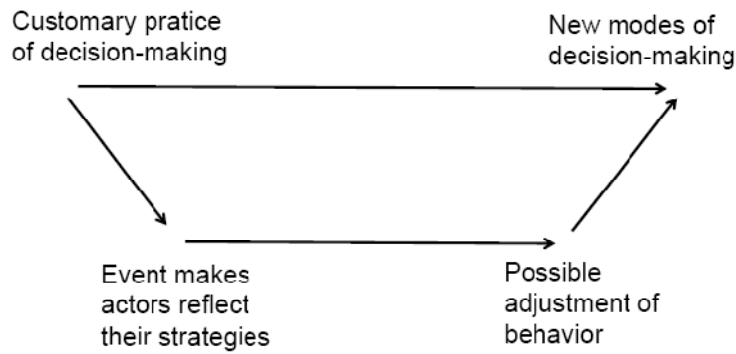 Customary pratice
of decision-making
New modes of
decision-making
Event makes
actors reflect
their strategies
Possible
adjustment of
behavior